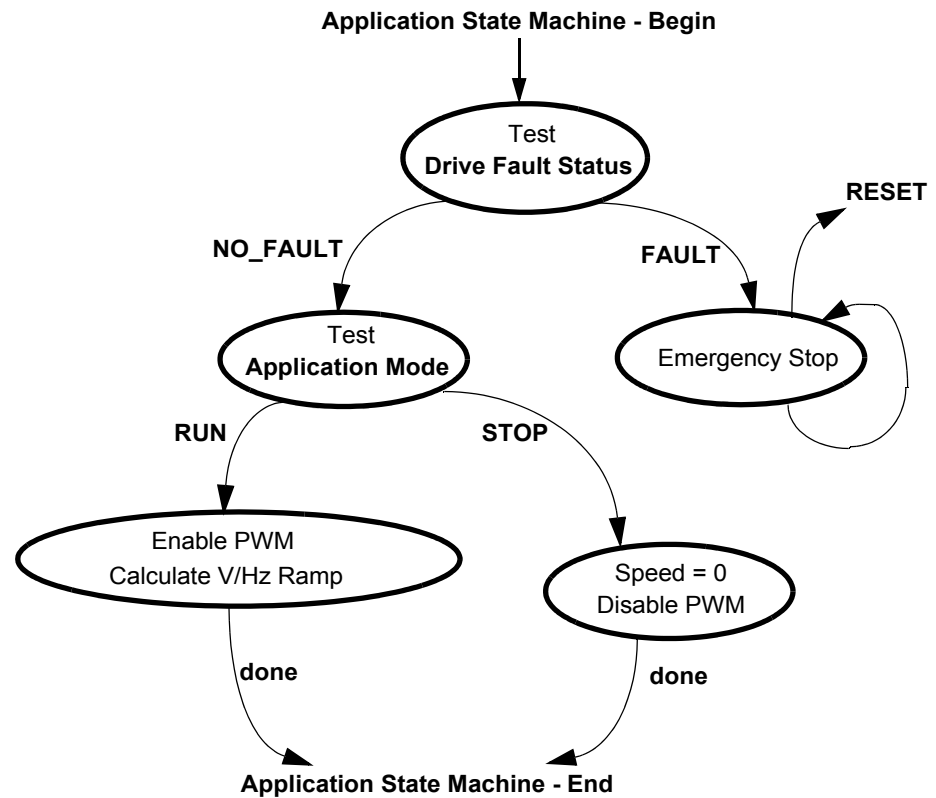 Application State Machine - Begin
Test
Drive Fault Status
RESET
NO_FAULT
FAULT
Test
Application Mode
Emergency Stop
RUN
STOP
Enable PWM
Calculate V/Hz Ramp
Speed = 0
Disable PWM
done
done
Application State Machine - End